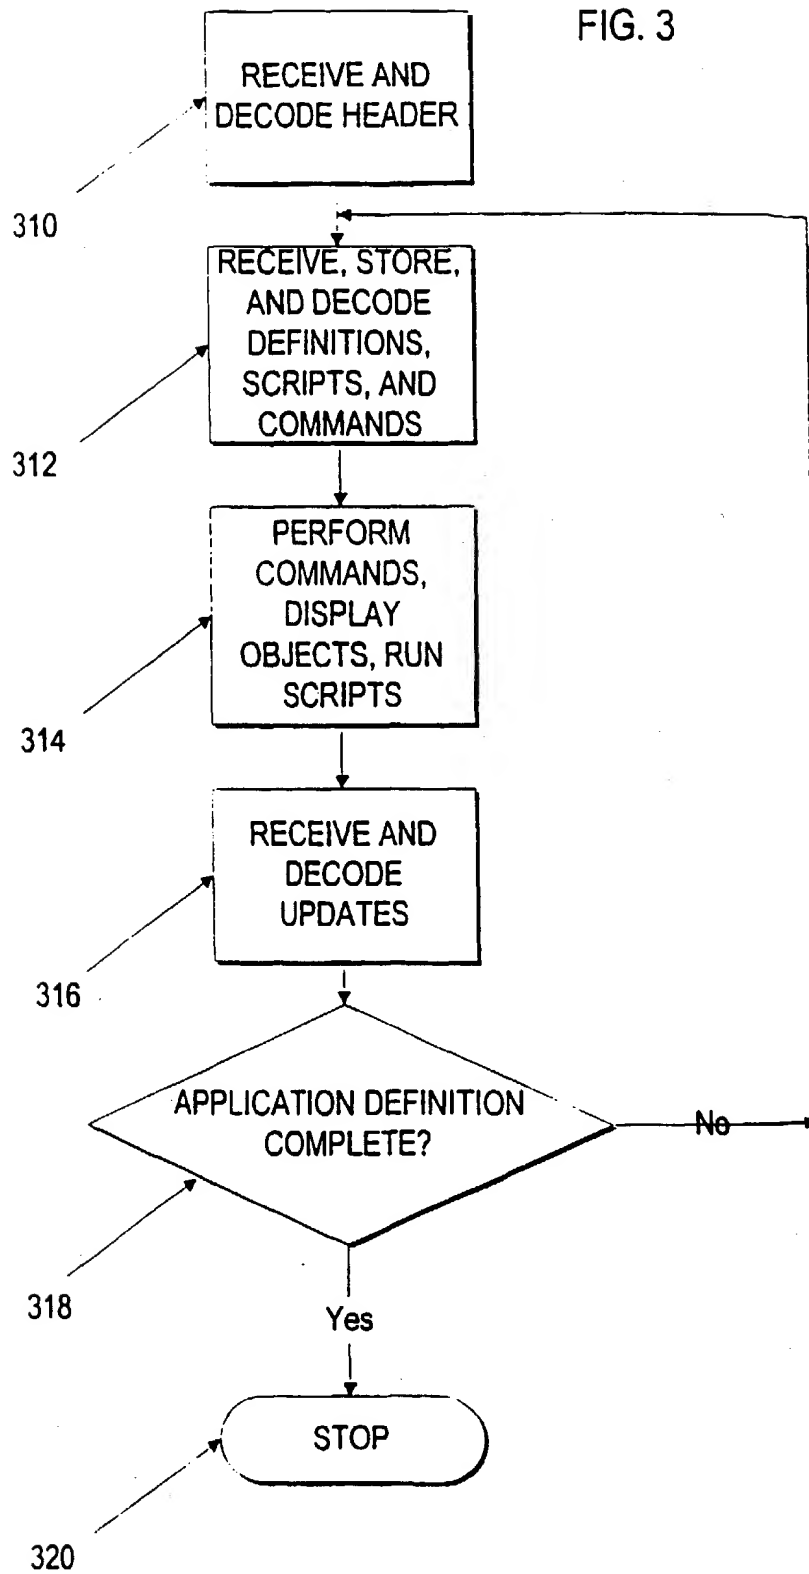 FIG. 3
RECEIVE AND
DECODE HEADER
310
RECEIVE, STORE,
AND DECODE
DEFINITIONS,
SCRIPTS, AND
COMMANDS
312
PERFORM
COMMANDS,
DISPLAY
OBJECTS, RUN
SCRIPTS
314
RECEIVE AND
DECODE
UPDATES
316
APPLICATION DEFINITION
COMPLETE?
No
318
Yes
STOP
320